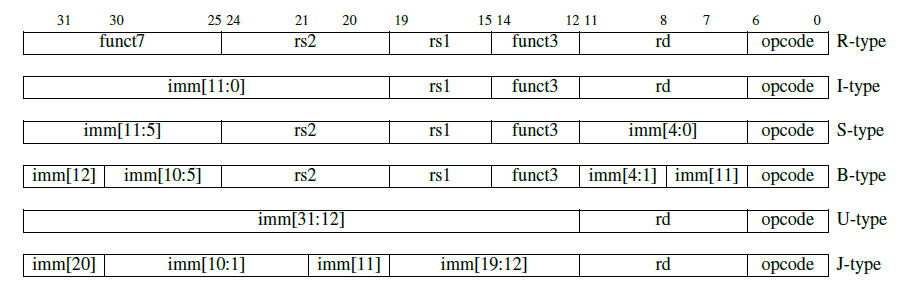 31 30 25 24 21 20 19 15 14 12 11 8 7 6 0
funct7 rs2 rs1 funct3 rd opcode R-type
imm[11:0] rs1 funct3 rd opcode I-type
imm[11:5] rs2 rs1 funct3 imm[4:0] opcode S-type
imm[12] imm[10:5] rs2 rs1 funct3 imm[4:1] imm[11] opcode B-type
imm[31:12] rd opcode U-type
imm[20] imm[10:1] imm[11] imm[19:12] rd opcode J-type